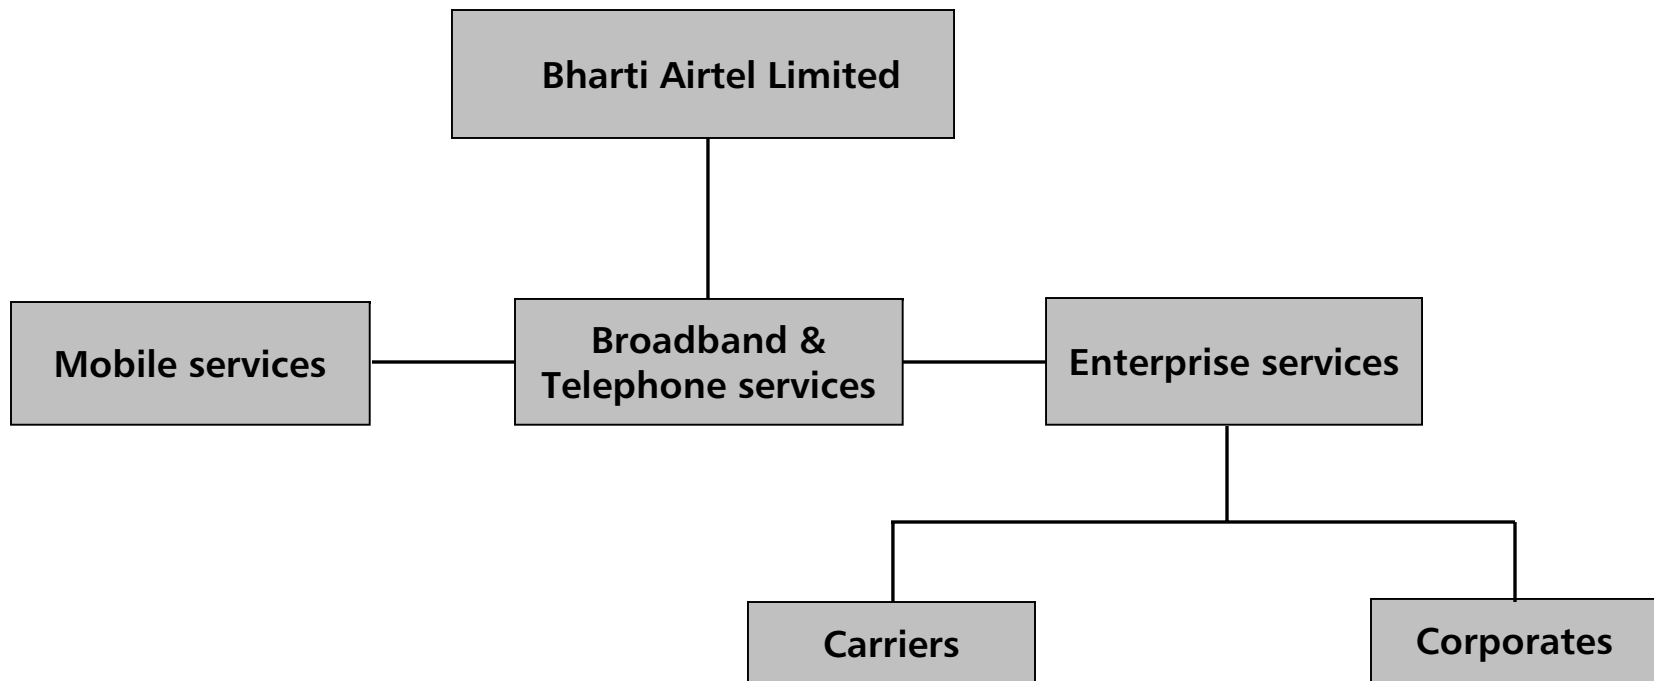 Bharti Airtel Limited
Mobile services
Broadband &
Telephone services
Enterprise services
Carriers
Corporates